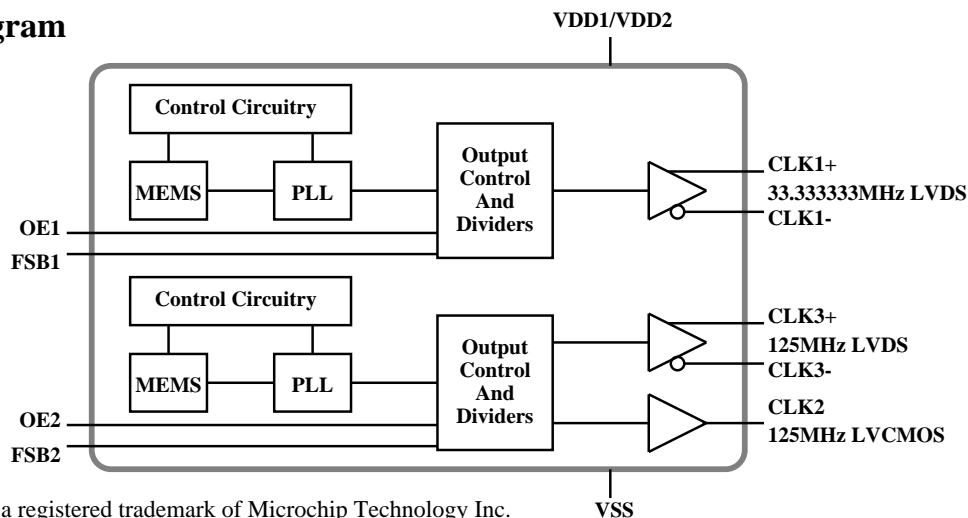 gram
VDD1/VDD2
Control Circuitry
MEMS
PLL
Output
Control
And
Dividers
CLK1+
33.333333MHz LVDS
CLK1-
OE1
FSB1
Control Circuitry
MEMS
PLL
Output
Control
And
Dividers
CLK3+
125MHz LVDS
CLK3-
CLK2
125MHz LVCMOS
OE2
FSB2
a registered trademark of Microchip Technology Inc.
VSS